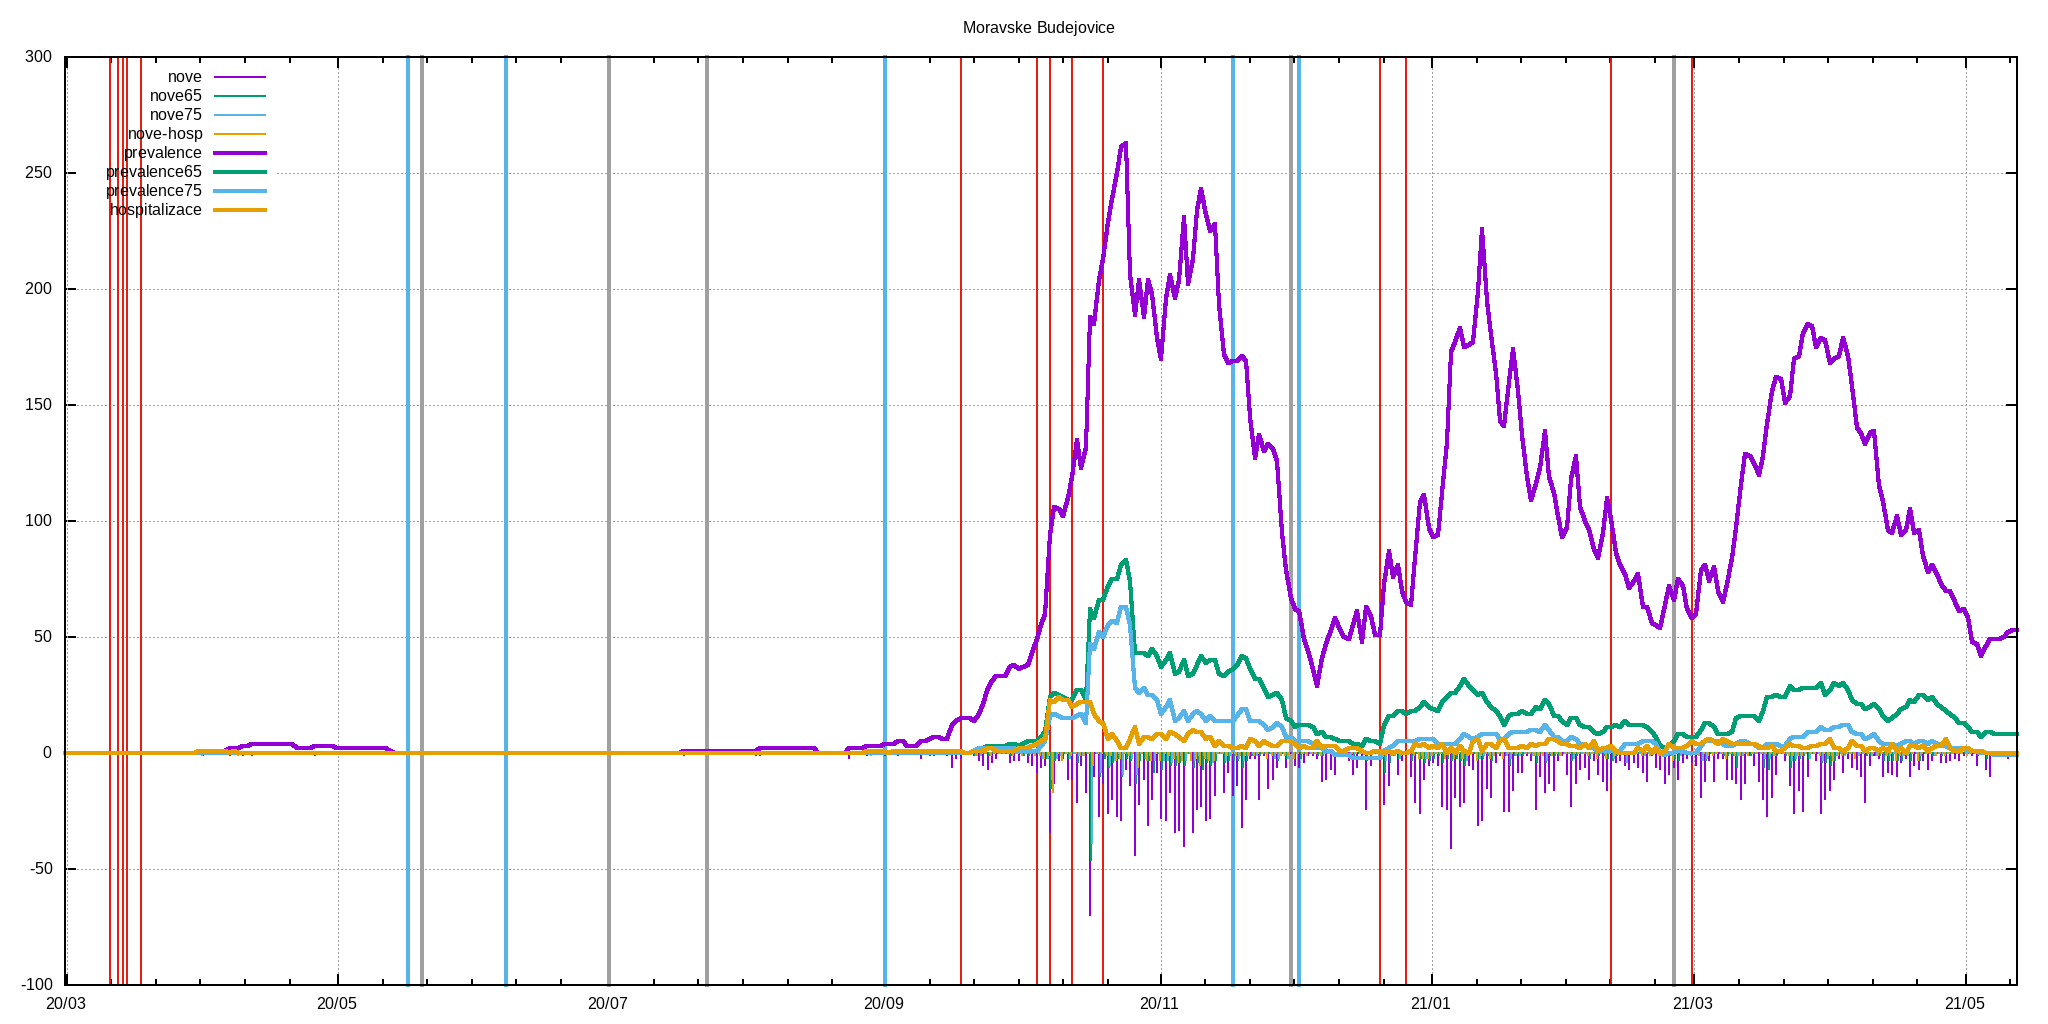 Moravske Budejovice
300
250
200
150
100
50
0
-50
-100
nove
nove65
nove75
nove-hosp
prevalence
prevalence65
prevalence75
hospitalizace
20/03 20/05 20/07 20/09 20/11 21/01 21/03 21/05